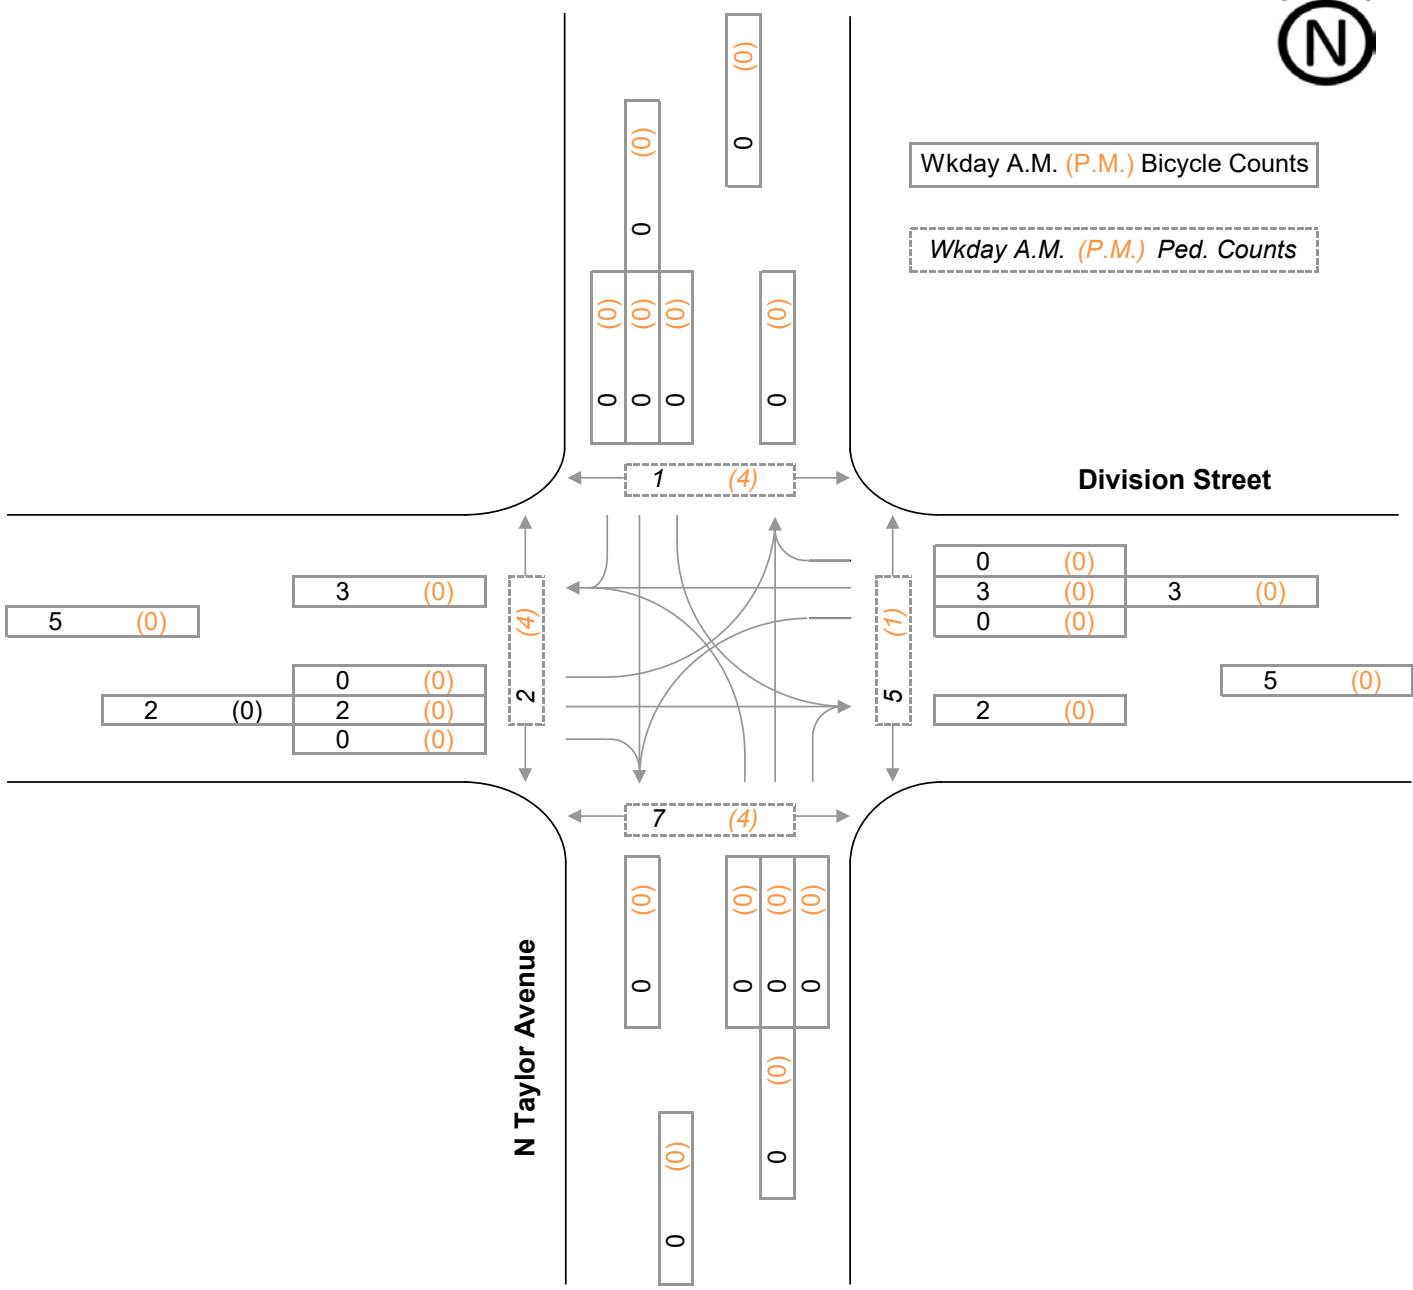 N
(0)
0
(0)
0
Wkday A.M. (P.M.) Bicycle Counts
Wkday A.M. (P.M.) Ped. Counts
(0) (0) (0)
0 0 0
(0)
0
1 (4)
Division Street
0 (0)
3 (0) 3 (0)
0 (0)
3 (0)
5 (0)
(4)
2
(1)
5
0 (0)
2 (0) 2 (0)
0 (0)
5 (0)
2 (0)
7 (4)
(0)
0
(0) (0) (0)
0 0 0
N Taylor Avenue
(0)
0
(0)
0